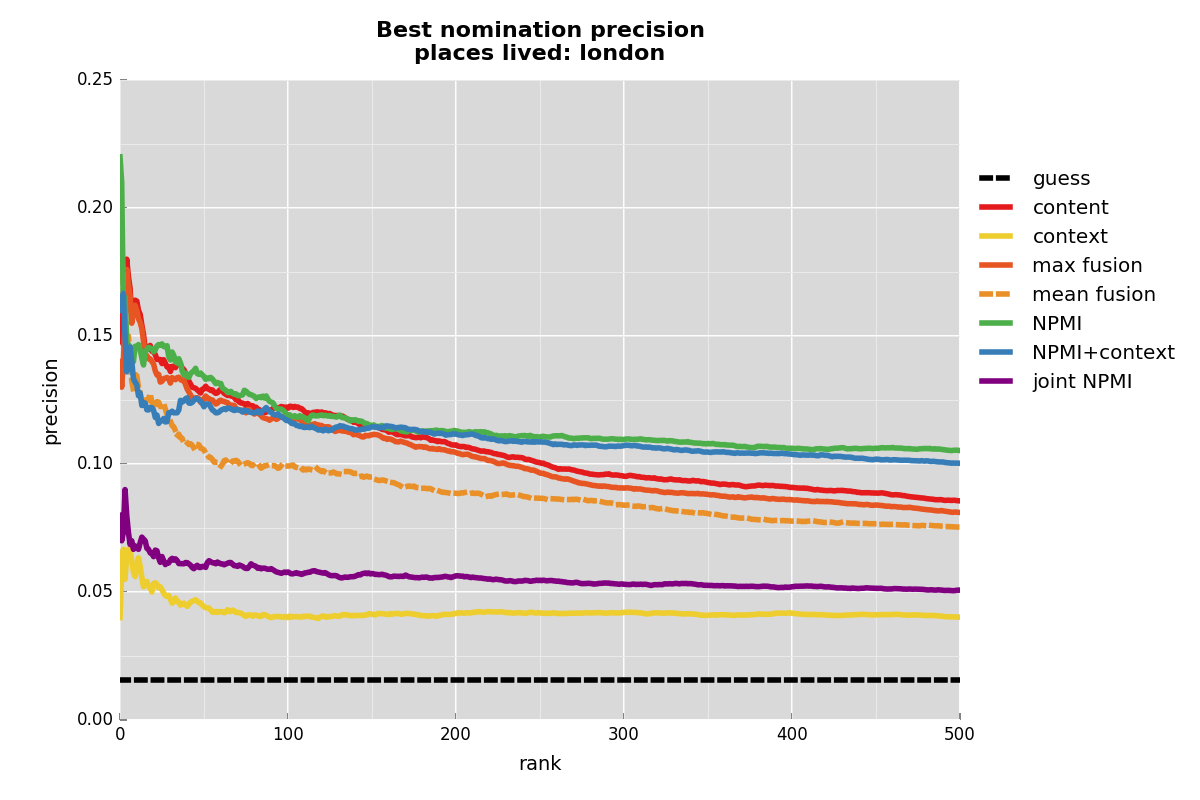 Best nomination precision
places lived: london
precision
0.25
0.20
0.15
0.10
0.05
0.00
0
100
200
300
400
500
rank
guess
content
context
max fusion
mean fusion
NPMI
NPMI+context
joint NPMI